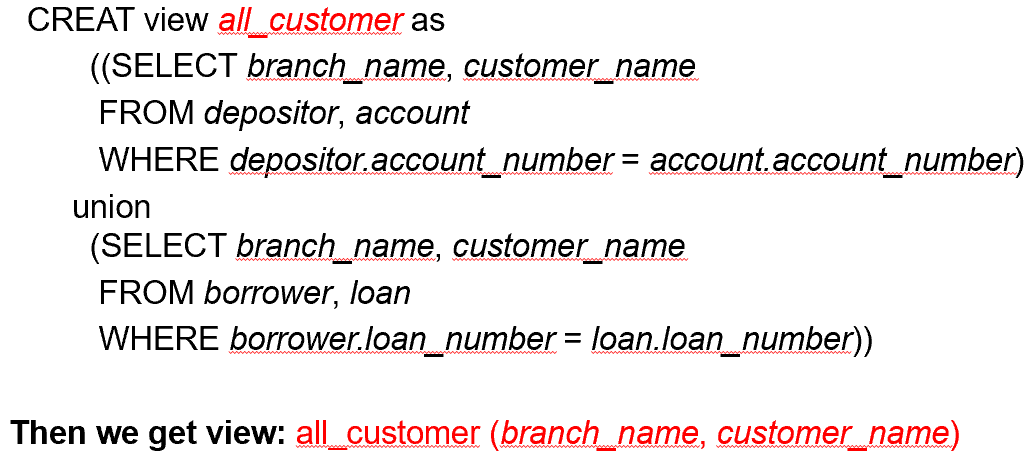 CREAT view all_customer as
((SELECT branch_name, customer_name
FROM depositor, account
WHERE depositor.account_number = account.account_number)
union
(SELECT branch_name, customer_name
FROM borrower, loan
WHERE borrower.loan_number = loan.loan_number))
Then we get view: all_customer (branch_name, customer_name)